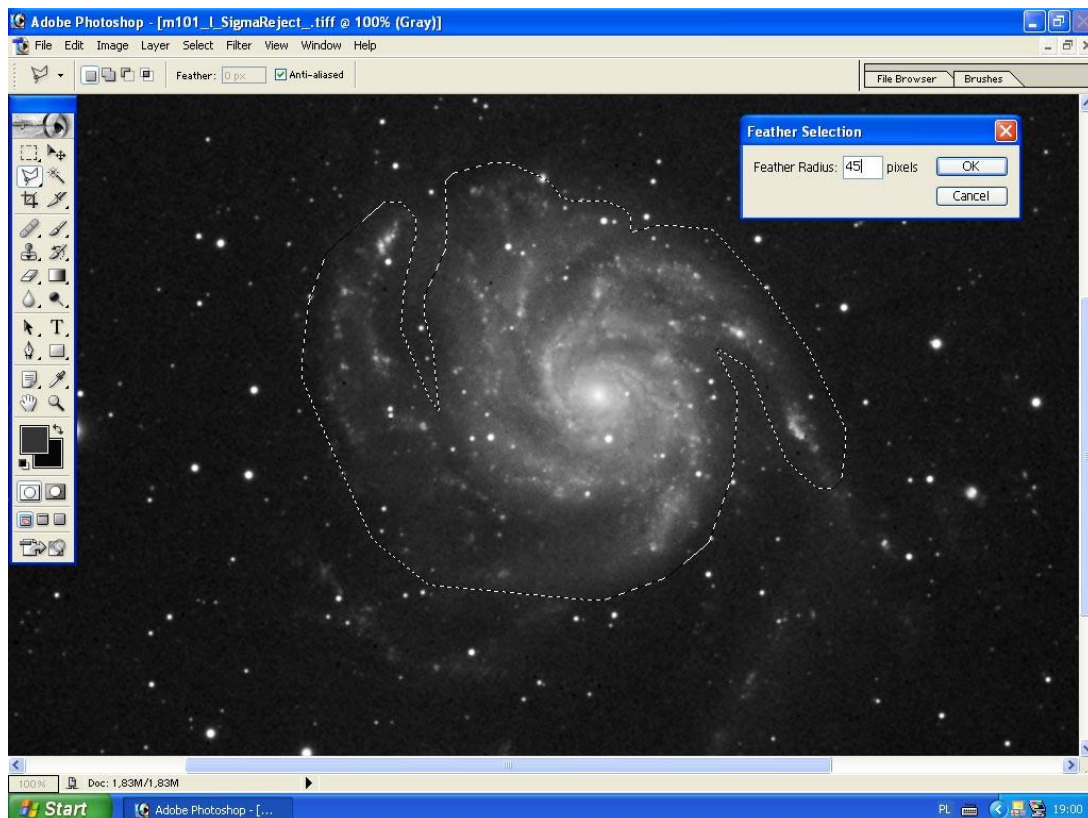 Adobe Photoshop - [m101_l_SigmaReject_.tiff @ 100% (Gray)]
File Edit Image Layer Select Filter View Window Help
Feather: 0 px Anti-aliased
File Browser Brushes
Feather Selection
Feather Radius: 45 pixels OK
Cancel
T
100% Doc: 1,83M/1,83M
Start Adobe Photoshop - [... PL 19:00